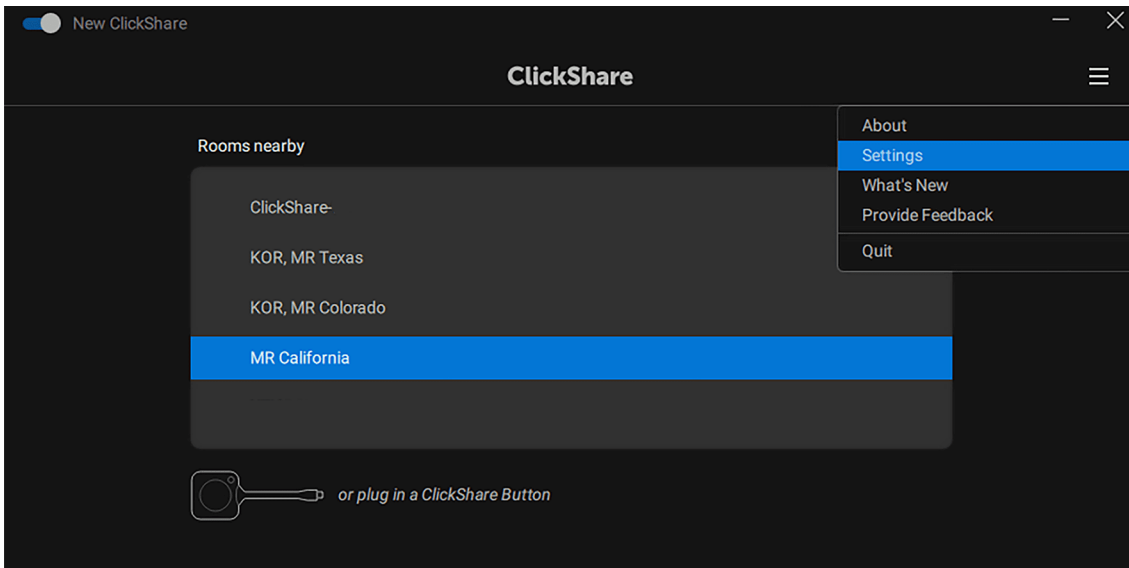 New ClickShare
ClickShare
About
Settings
What's New
Provide Feedback
Quit
Rooms nearby
ClickShare-
KOR, MR Texas
KOR, MR Colorado
MR California
or plug in a ClickShare Button